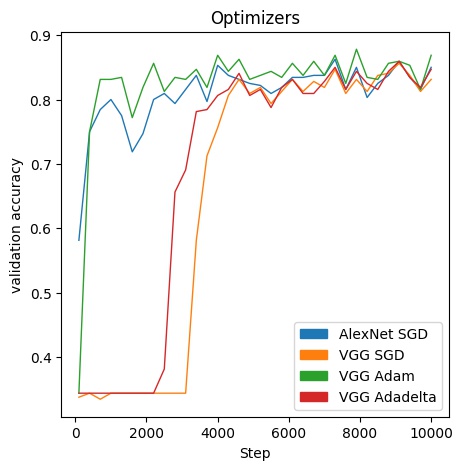 Optimizers
0.9
0.8
0.7
0.6
0.5
0.4
validation accuracy
0
2000
4000
6000
8000
10000
Step
AlexNet SGD
VGG SGD
VGG Adam
VGG Adadelta